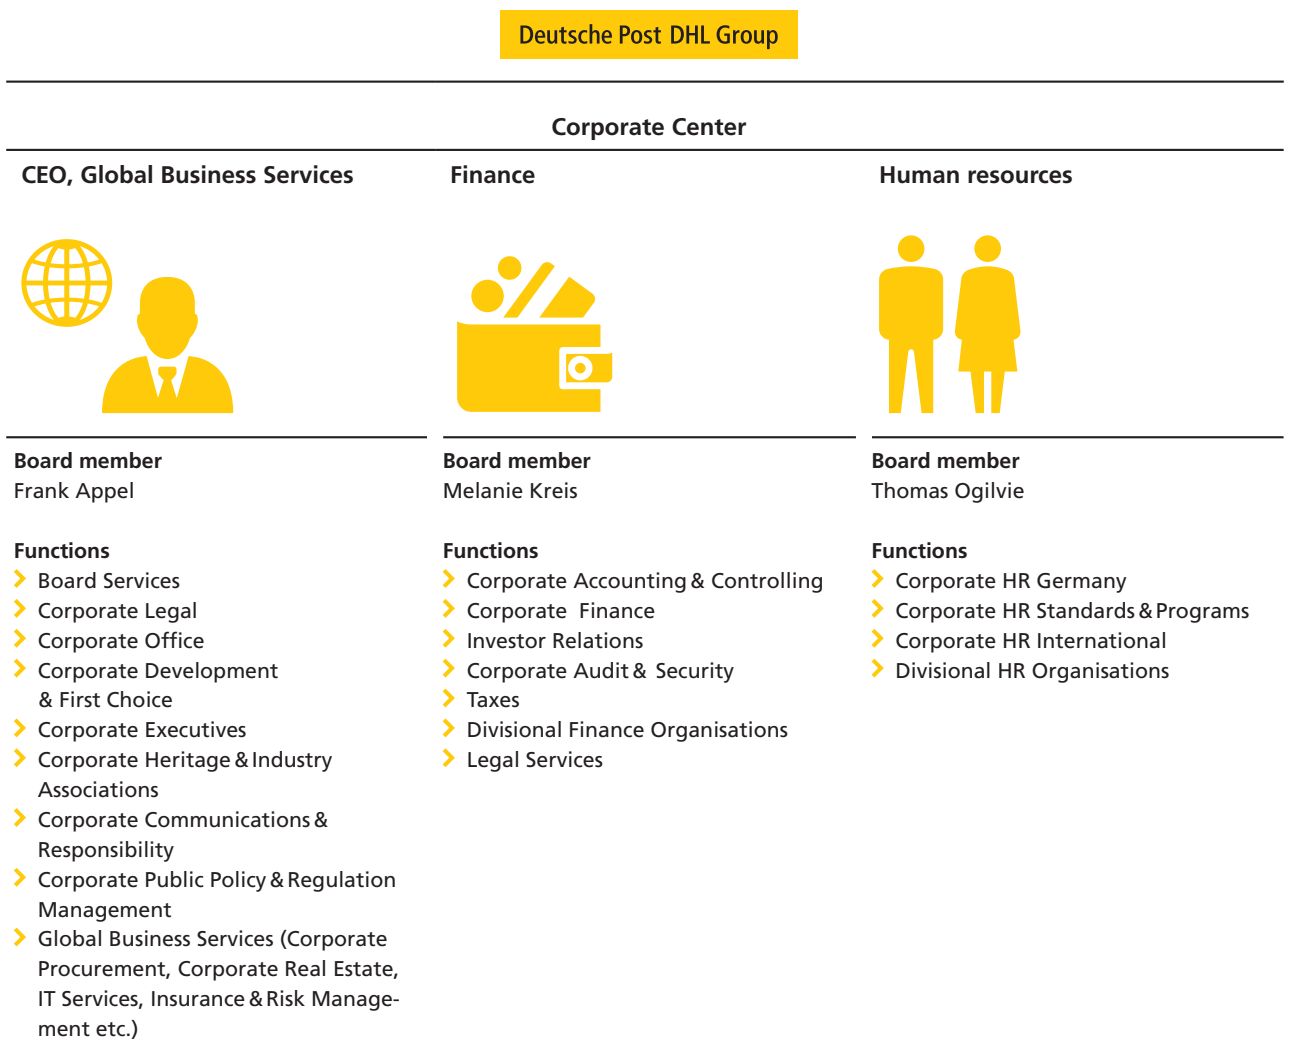 Deutsche Post DHL Group
Corporate Center
CEO, Global Business Services
Finance
Human resources
Board member
Frank Appel
Functions
Board Services
Corporate Legal
Corporate Office
Corporate Development
& First Choice
Corporate Executives
Corporate Heritage & Industry
Associations
Corporate Communications &
Responsibility
Corporate Public Policy & Regulation
Management
Global Business Services (Corporate
Procurement, Corporate Real Estate,
IT Services, Insurance & Risk Manage-
ment etc.)
Board member
Melanie Kreis
Functions
Corporate Accounting & Controlling
Corporate Finance
Investor Relations
Corporate Audit & Security
Taxes
Divisional Finance Organisations
Legal Services
Board member
Thomas Ogilvie
Functions
Corporate HR Germany
Corporate HR Standards & Programs
Corporate HR International
Divisional HR Organisations